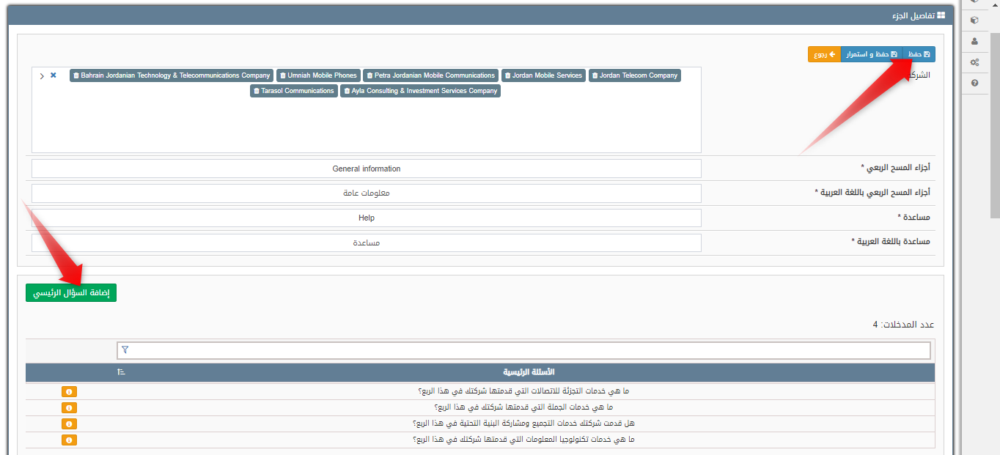 تفاصيل الجزء
حفظ
حفظ و استمرار
رجوع
Jordan Telecom Company
Jordan Mobile Services
Petra Jordanian Mobile Communications
Umniah Mobile Phones
Bahrain Jordanian Technology & Telecommunications Company
Ayla Consulting & Investment Services Company
Tarasol Communications
أجزاء المسح الربعي *
General information
أجزاء المسح الربعي باللغة العربية *
معلومات عامة
مساعدة *
Help
مساعدة باللغة العربية *
مساعدة
إضافة السؤال الرئيسي
عدد المدخلات: 4
الأسئلة الرئيسية
ما هي خدمات التجزئة للاتصالات التي قدمتها شركتك في هذا الربع؟
ما هي خدمات الجملة التي قدمتها شركتك في هذا الربع؟
هل قدمت شركتك خدمات التجميع ومشاركة البنية التحتية في هذا الربع؟
ما هي خدمات تكنولوجيا المعلومات التي قدمتها شركتك في هذا الربع؟